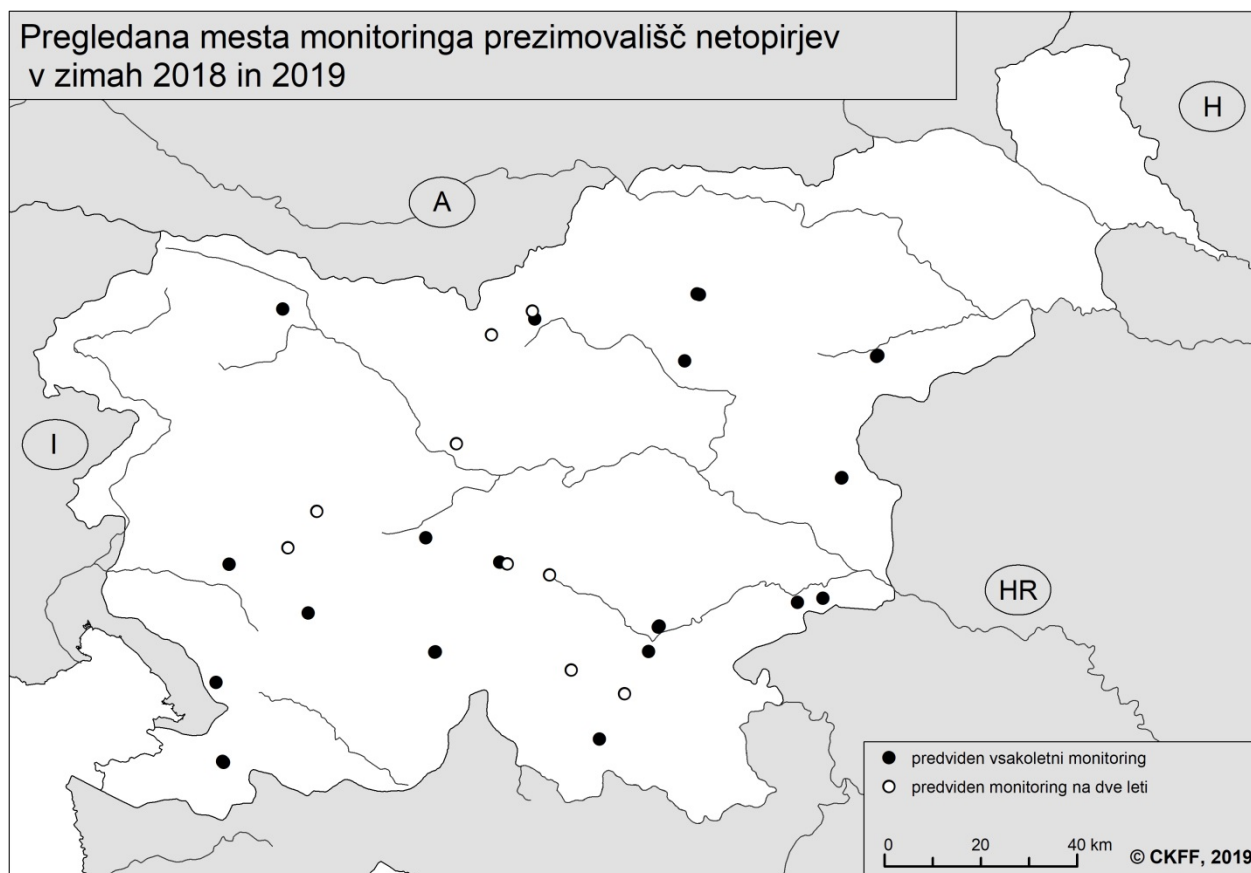 Pregledana mesta monitoringa prezimovališč netopirjev
v zimah 2018 in 2019
H
A
I
HR
predviden vsakoletni monitoring
predviden monitoring na dve leti
0 20 40 km
© CKFF, 2019